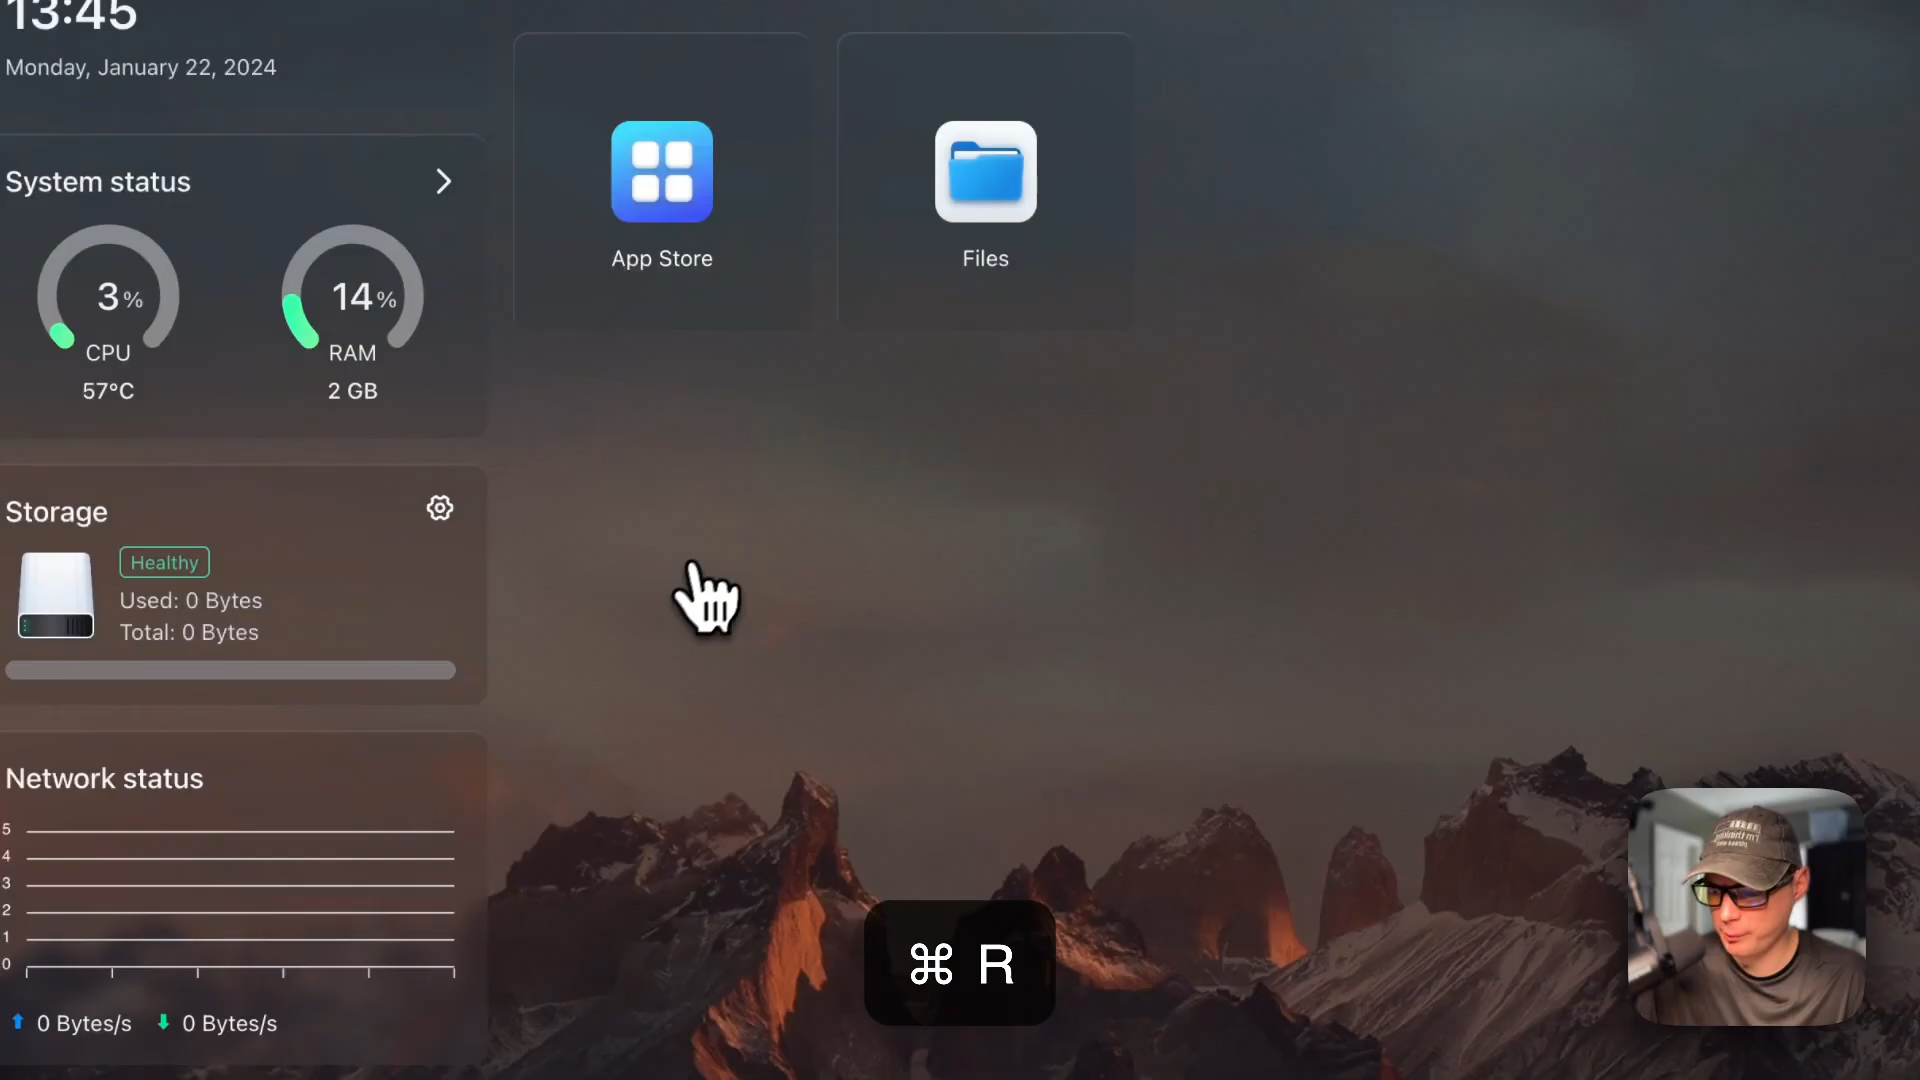 13:45
Monday, January 22, 2024
System status
3%
CPU
57°C
14%
RAM
2 GB
App Store
Files
Storage
Healthy
Used: 0 Bytes
Total: 0 Bytes
Network status
5
4
3
2
1
0
0 Bytes/s
0 Bytes/s
⌘ R